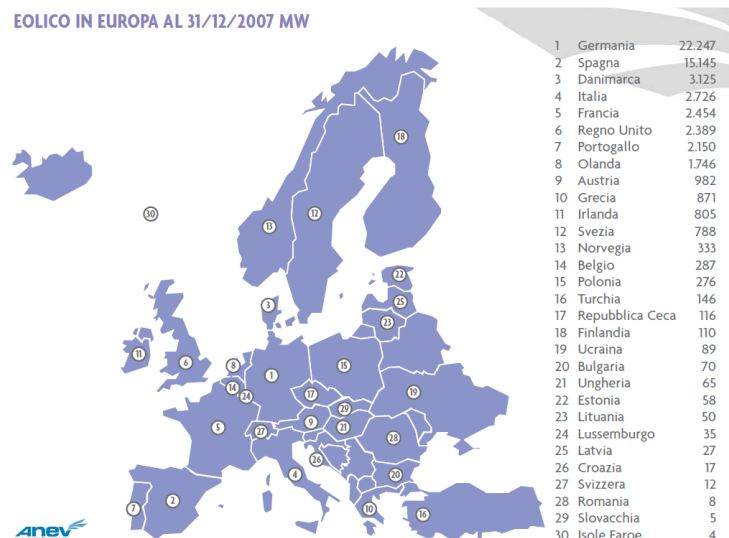 EOLICO IN EUROPA AL 31/12/2007 MW
1 Germania 22.247
2 Spagna 15.145
3 Danimarca 3.125
4 Italia 2.726
5 Francia 2.454
6 Regno Unito 2.389
7 Portogallo 2.150
8 Olanda 1.746
9 Austria 982
10 Grecia 871
11 Irlanda 805
12 Svezia 788
13 Norvegia 333
14 Belgio 287
15 Polonia 276
16 Turchia 146
17 Repubblica Ceca 116
18 Finlandia 110
19 Ucraina 89
20 Bulgaria 70
21 Ungheria 65
22 Estonia 58
23 Lituania 50
24 Lussemburgo 35
25 Latvia 27
26 Croazia 17
27 Svizzera 12
28 Romania 8
29 Slovacchia 5
30 Isole Faroe 4
18
30
12
13
22
3
25
23
11
6
8
1
15
14
24
17
19
29
9
5
27
21
28
26
4
20
2
7
10
16
anev